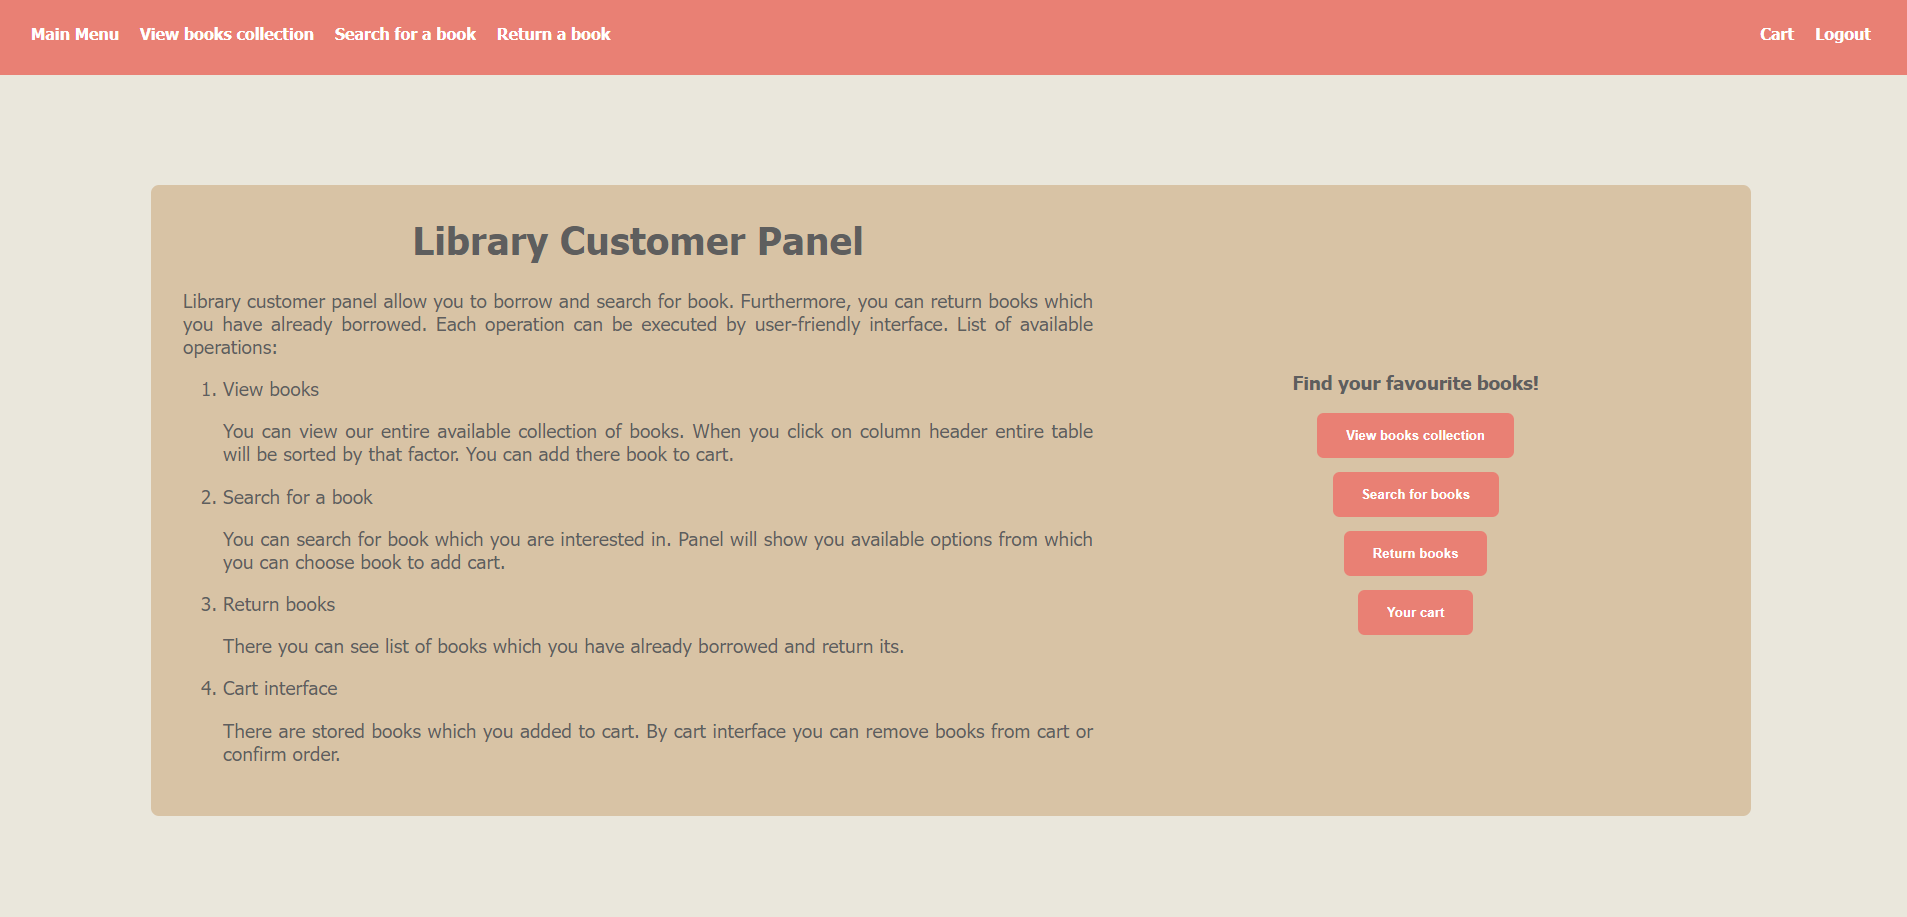 Main Menu View books collection Search for a book Return a book Cart Logout
Library Customer Panel
Library customer panel allow you to borrow and search for book. Furthermore, you can return books which
you have already borrowed. Each operation can be executed by user-friendly interface. List of available
operations:
1. View books
You can view our entire available collection of books. When you click on column header entire table
will be sorted by that factor. You can add there book to cart.
2. Search for a book
You can search for book which you are interested in. Panel will show you available options from which
you can choose book to add cart.
3. Return books
There you can see list of books which you have already borrowed and return its.
4. Cart interface
There are stored books which you added to cart. By cart interface you can remove books from cart or
confirm order.
Find your favourite books!
View books collection
Search for books
Return books
Your cart